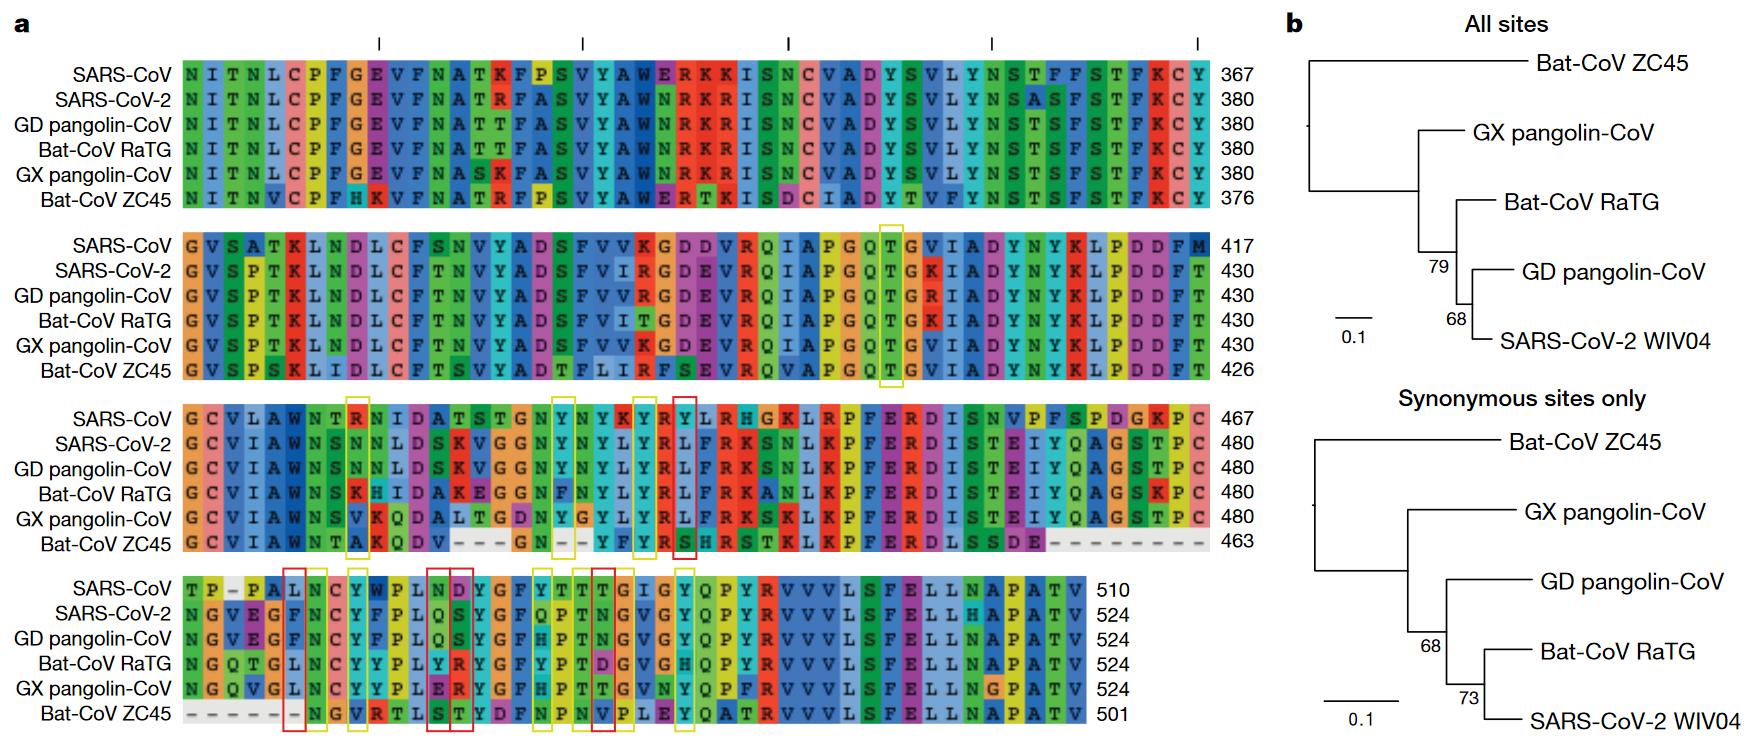 a
SARS-CoV NITNLCPFGEVFNATKFPSVYAWERKKISNCVADYSVLYNSTFFSTFKCY 367
SARS-CoV-2 NITNLCPFGEVFNATRFASVYAWNRKRISNCVADYSVLYNSASFSTFKCY 380
GD pangolin-CoV NITNLCPFGEVFNATTFASVYAWNRKRISNCVADYSVLYNSTSFSTFKCY 380
Bat-CoV RaTG NITNLCPFGEVFNATTFASVYAWNRKRISNCVADYSVLYNSTSFSTFKCY 380
GX pangolin-CoV NITNLCPFGEVFNASKFASVYAWNRKRISNCVADYSVLYNSTSFSTFKCY 380
Bat-CoV ZC45 NITNVCPFHKVFNATRFPSVYAWERTKISDCIADYTVFYNSTSFSTFKCY 376
SARS-CoV GVSATKLNDLCFSNVYADSFVVKGDDVRQIAPGQTGVIADYNYKLPDDFM 417
SARS-CoV-2 GVSPTKLNDLCFTNVYADSFVIRGDEVRQIAPGQTGKIADYNYKLPDDFT 430
GD pangolin-CoV GVSPTKLNDLCFTNVYADSFVVRGDEVRQIAPGQTGRIADYNYKLPDDFT 430
Bat-CoV RaTG GVSPTKLNDLCFTNVYADSFVITGDEVRQIAPGQTGKIADYNYKLPDDFT 430
GX pangolin-CoV GVSPTKLNDLCFTNVYADSFVVKGDEVRQIAPGQTGVIADYNYKLPDDFT 430
Bat-CoV ZC45 GVSPSKLIDLCFTSVYADTFLIRFSEVRQVAPGQTGVIADYNYKLPDDFT 426
SARS-CoV GCVLAWNTRNIDATSTGNYNYKYRYLRHGKLRPFERDISNVPFSPDGKPC 467
SARS-CoV-2 GCVIAWNSNNLDSKVGGNYNYLYRLFRKSNLKPFERDISTEIYQAGSTPC 480
GD pangolin-CoV GCVIAWNSNNLDSKVGGNYNYLYRLFRKSNLKPFERDISTEIYQAGSTPC 480
Bat-CoV RaTG GCVIAWNSKHIDAKEGGNFNYLYRLFRKANLKPFERDISTEIYQAGSKPC 480
GX pangolin-CoV GCVIAWNSVKQDALTGDNYGYLYRLFRKSKLKPFERDISTEIYQAGSTPC 480
Bat-CoV ZC45 GCVIAWNTAKQDV---GN--YFYRSHRSTKLKPFERDLSSDE-------- 463
SARS-CoV TP-PALNCYWPLNDYGFYTTTGIGYQPYRVVVLSFELLNAPATV 510
SARS-CoV-2 NGVEGFNCYFPLQSYGFQPTNGVGYQPYRVVVLSFELLHAPATV 524
GD pangolin-CoV NGVEGFNCYFPLQSYGFHPTNGVGYQPYRVVVLSFELLNAPATV 524
Bat-CoV RaTG NGQTGLNCYYPLYRYGFYPTDGVGHQPYRVVVLSFELLNAPATV 524
GX pangolin-CoV NGQVGLNCYYPLERYGFHPTTGVNYQPFRVVVLSFELLNGPATV 524
Bat-CoV ZC45 ------NGVRTLSTYDFNPNVPLEYQATRVVVLSFELLNAPATV 501
b
All sites
Bat-CoV ZC45
GX pangolin-CoV
Bat-CoV RaTG
79
GD pangolin-CoV
68
0.1
SARS-CoV-2 WIV04
Synonymous sites only
Bat-CoV ZC45
GX pangolin-CoV
GD pangolin-CoV
68
Bat-CoV RaTG
73
0.1
SARS-CoV-2 WIV04